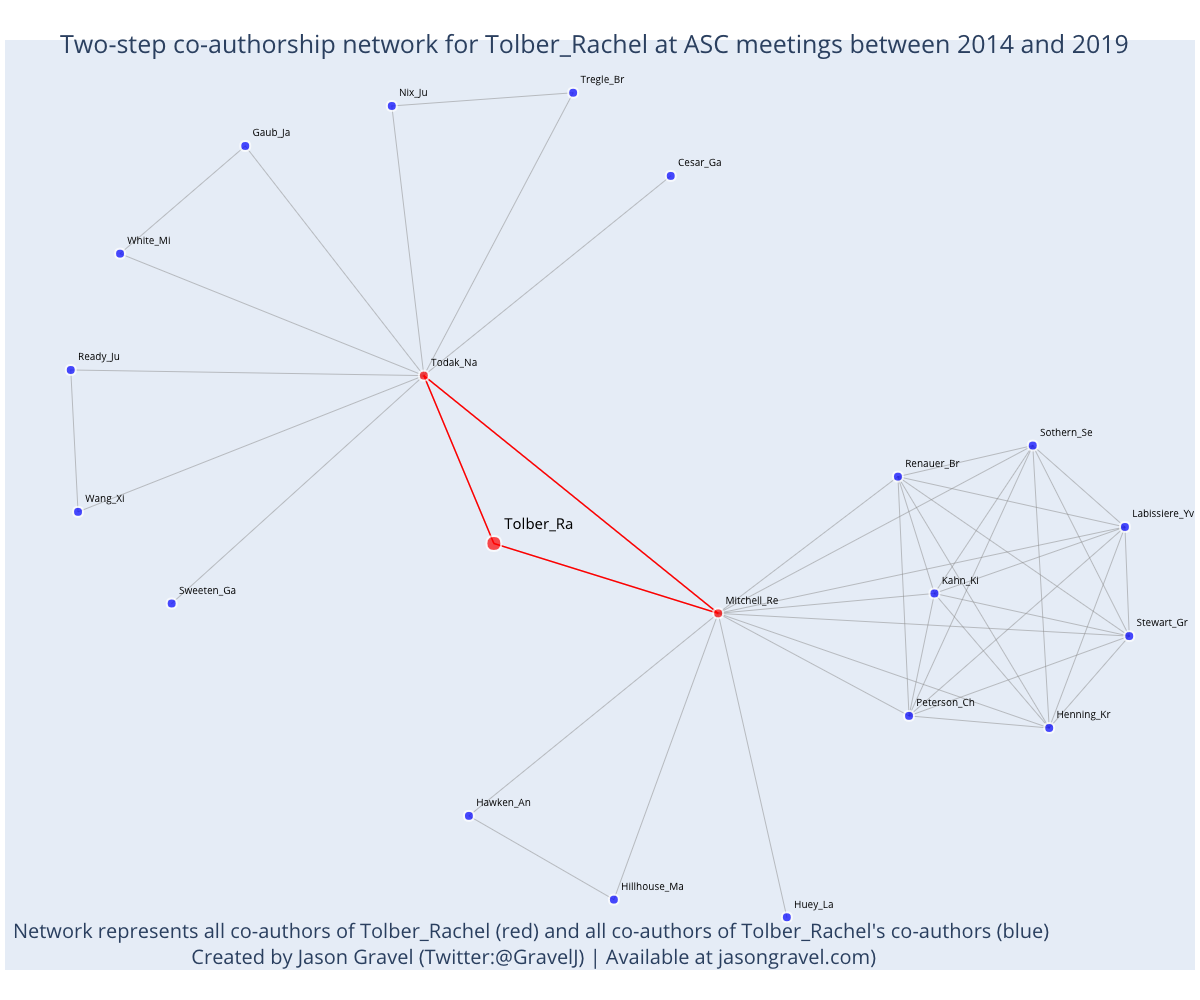 Two-step co-authorship network for Tolber_Rachel at ASC meetings between 2014 and 2019
Tregle_Br
Nix_Ju
Gaub_Ja
Cesar_Ga
White_Mi
Ready_Ju
Todak_Na
Sothern_Se
Renauer_Br
Wang_Xi
Labissiere_Yv
Tolber_Ra
Kahn_Ki
Sweeten_Ga
Mitchell_Re
Stewart_Gr
Peterson_Ch
Henning_Kr
Hawken_An
Hillhouse_Ma
Huey_La
Network represents all co-authors of Tolber_Rachel (red) and all co-authors of Tolber_Rachel's co-authors (blue)
Created by Jason Gravel (Twitter:@GravelJ) | Available at jasongravel.com)